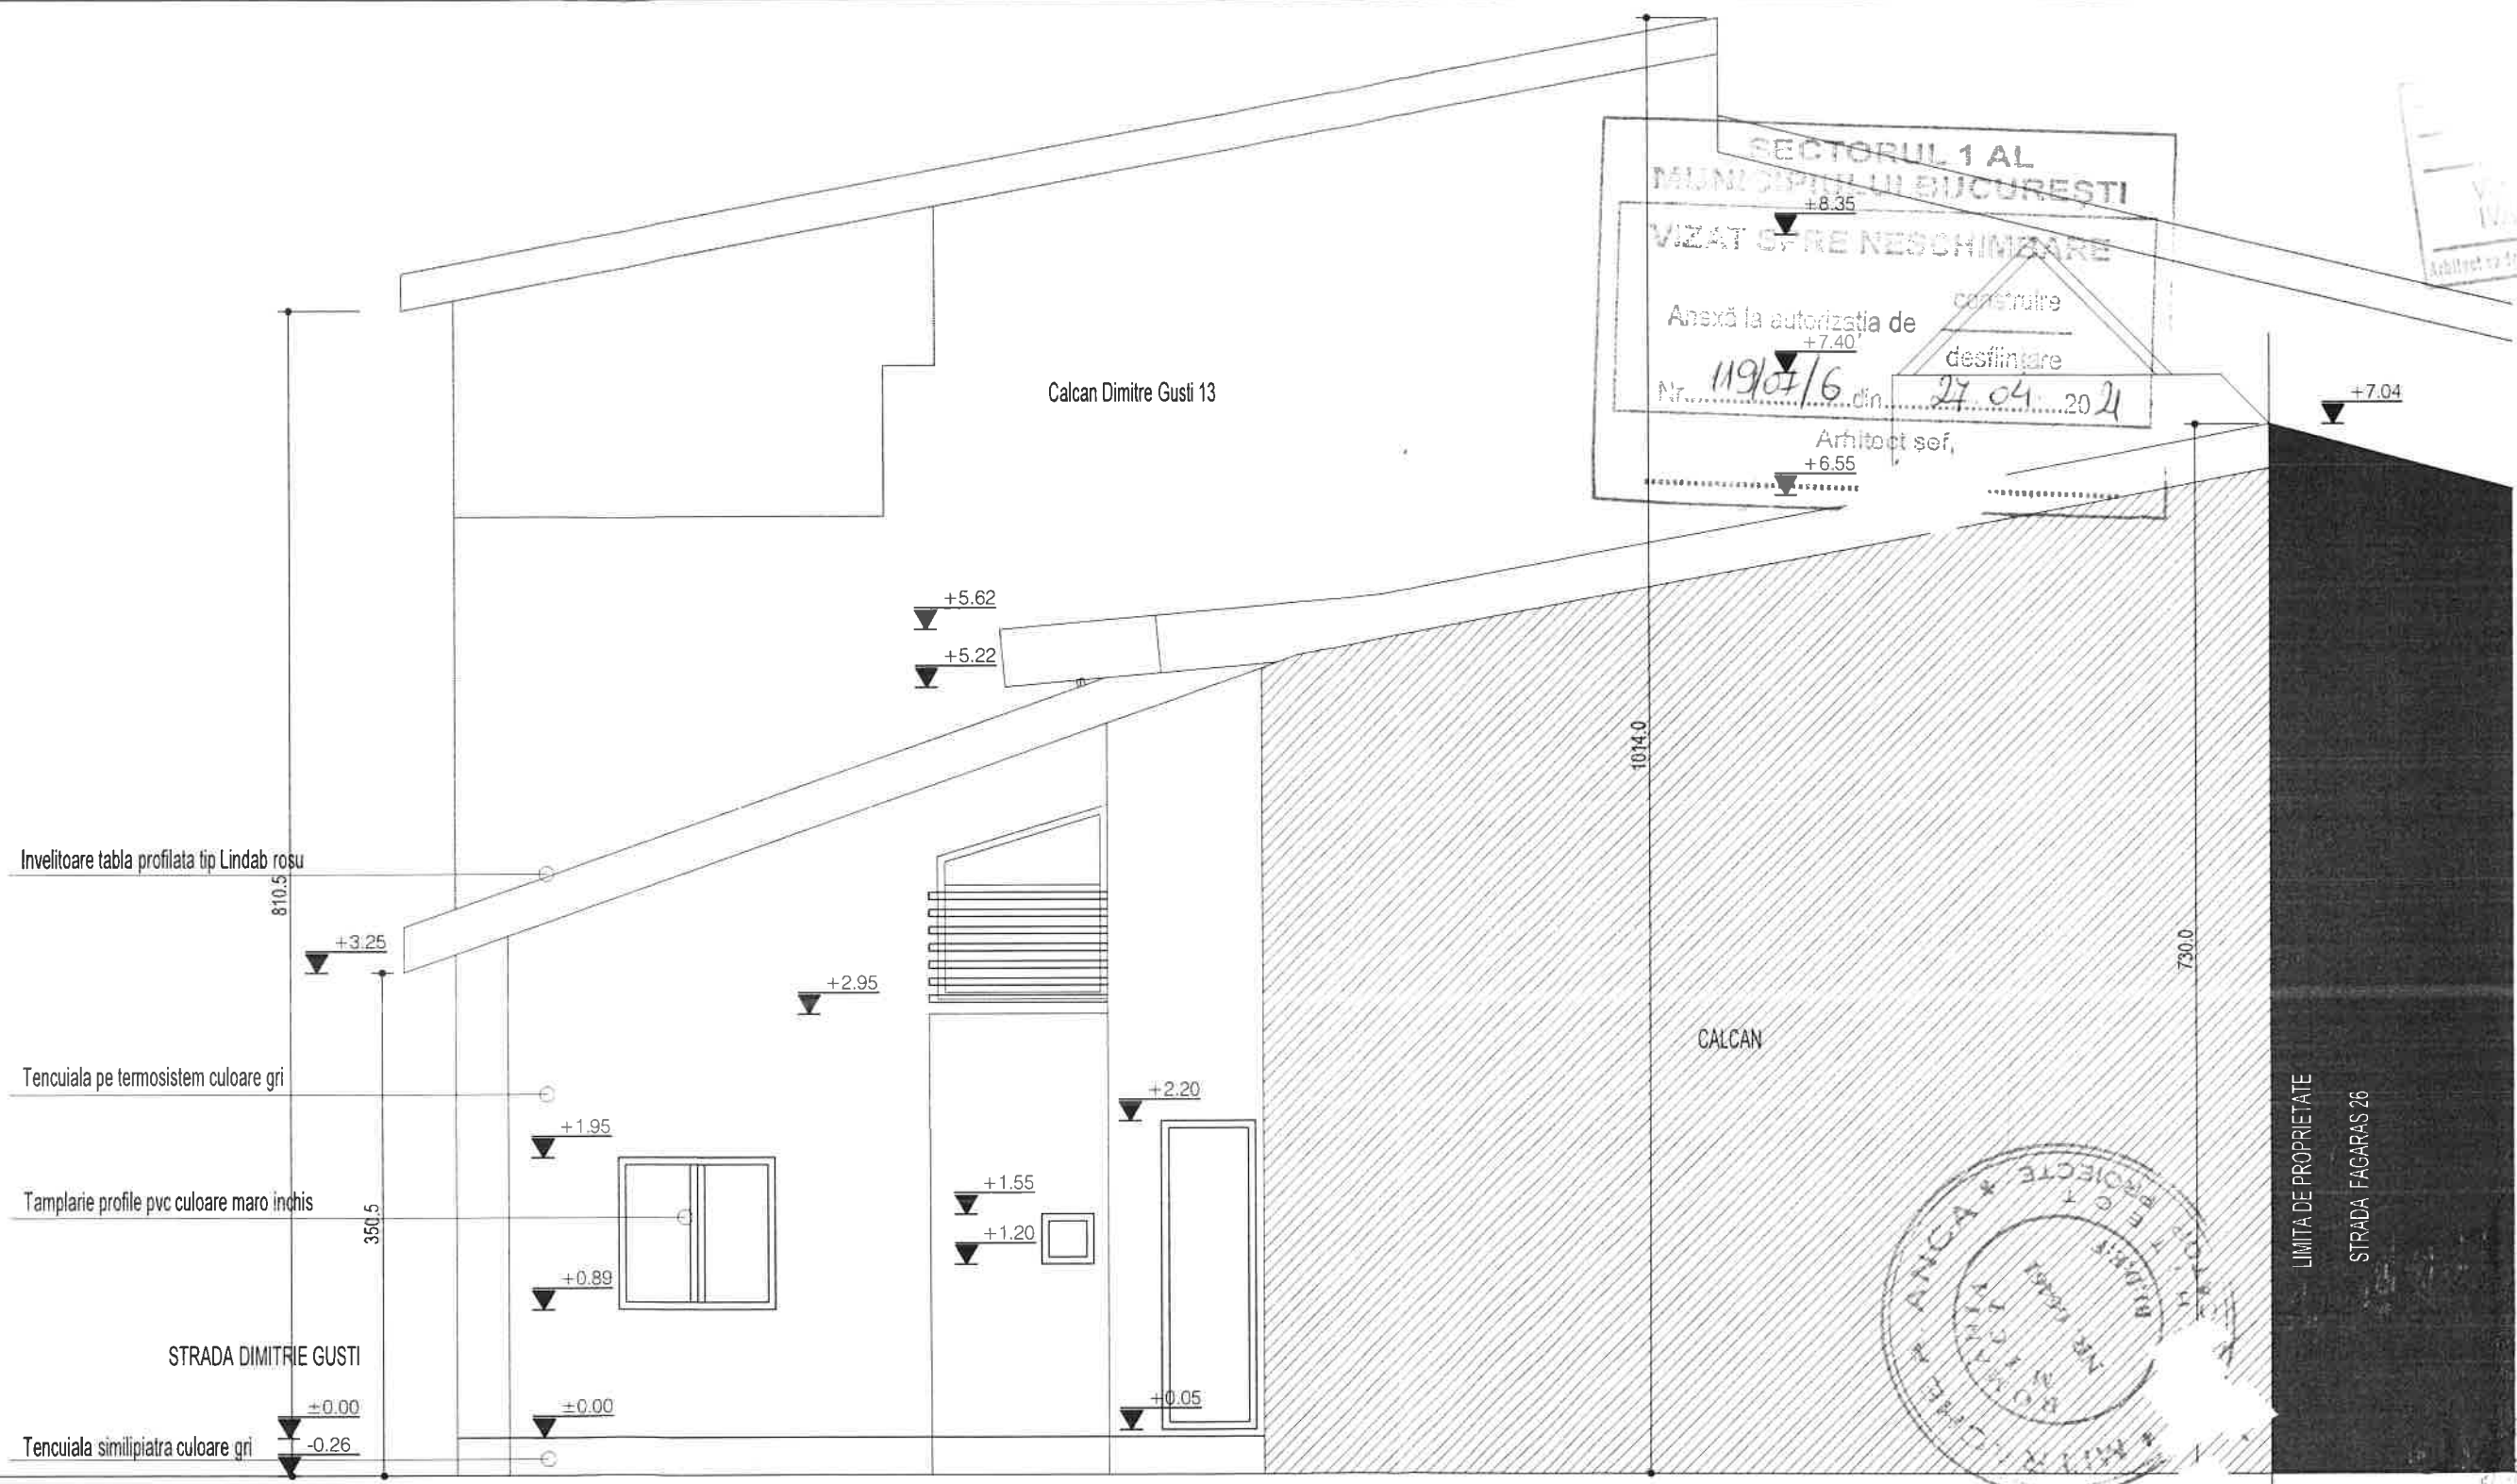 SECTORUL 1 AL
MUNICIPIULUI BUCUREȘTI
+8.35
VIZAT SPRE NESCHIMBARE
construire
Anexă la autorizația de
+7.40
desfiintare
Nr. 119/07/6 din 27 04 2021
Arhitect șef,
+6.55
+7.04
Calcan Dimitre Gusti 13
+5.62
+5.22
1014.0
Invelitoare tabla profilata tip Lindab rosu
810.5
+3.25
+2.95
730.0
CALCAN
Tencuiala pe termosistem culoare gri
+2.20
+1.95
LIMITA DE PROPRIETATE
STRADA FAGARAS 26
Tamplarie profile pvc culoare maro inchis
350.5
+1.55
+1.20
+0.89
STRADA DIMITRIE GUSTI
±0.00
±0.00
+0.05
Tencuiala similipiatra culoare gri
-0.26
ANCA
PROIECTE
ROMANIA